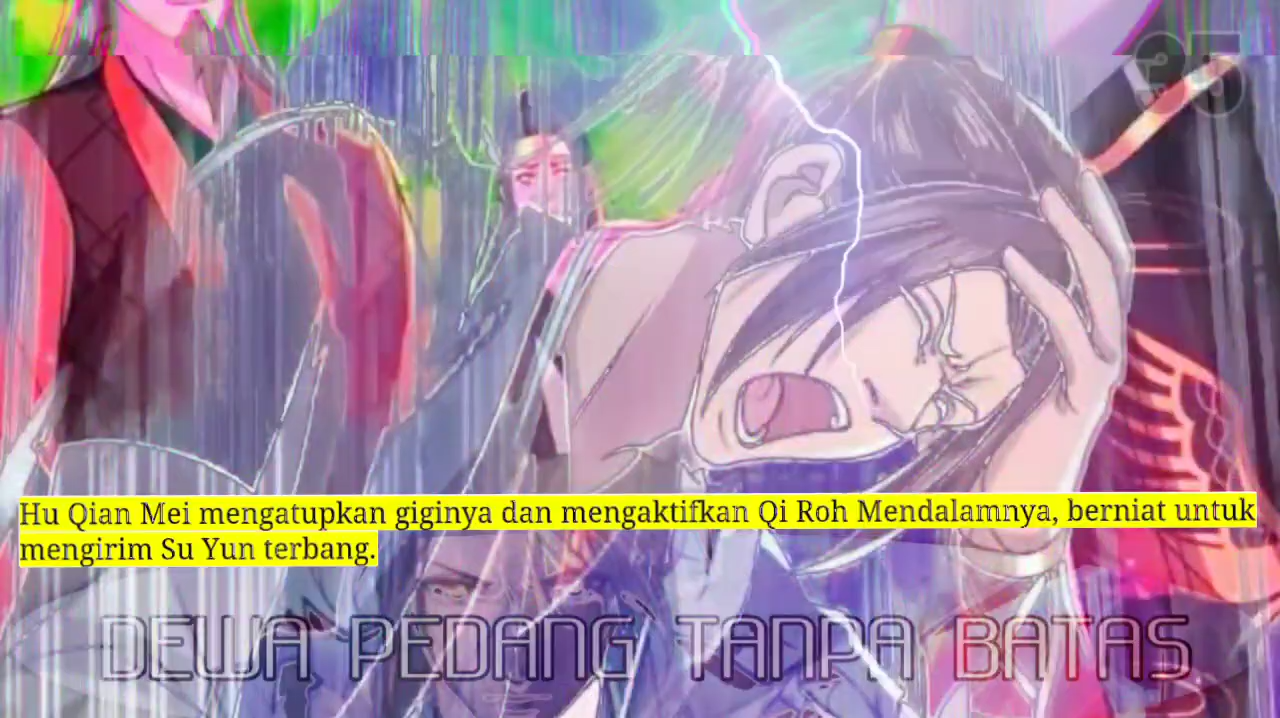 Hu Qian Mei mengatupkan giginya dan mengaktifkan Qi Roh Mendalamnya, berniat untuk
mengirim Su Yun terbang.
DEWA PEDANG TANPA BATAS